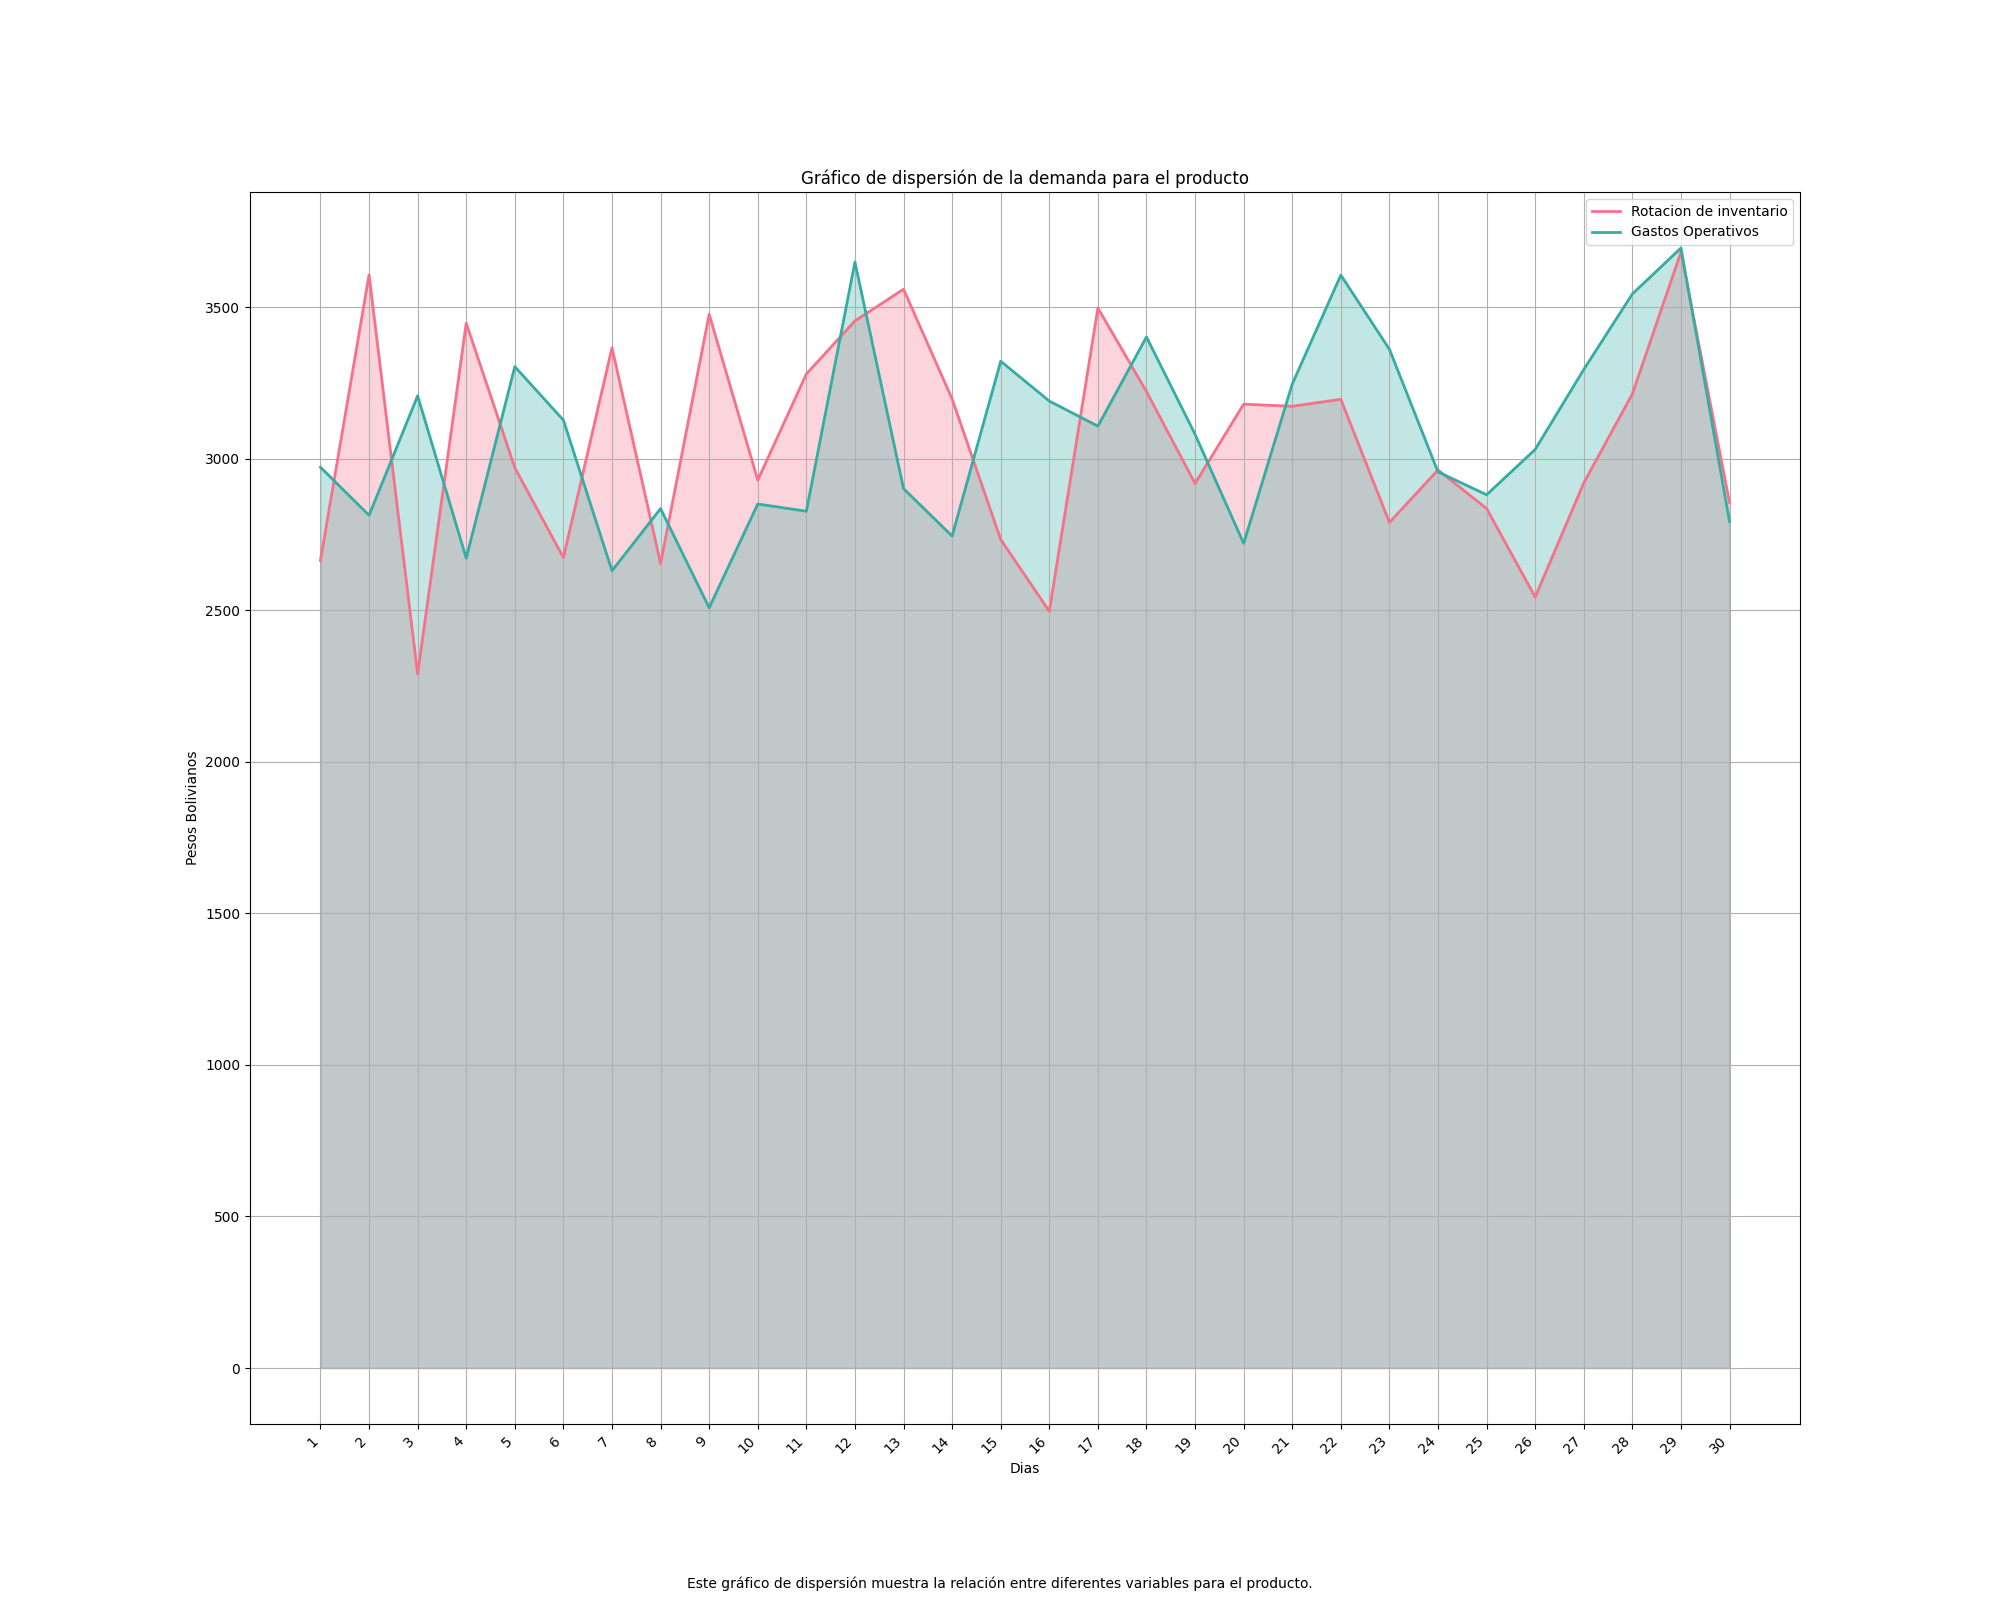 Gráfico de dispersión de la demanda para el producto
Rotacion de inventario
Gastos Operativos
Pesos Bolivianos
3500
3000
2500
2000
1500
1000
500
0
1 2 3 4 5 6 7 8 9 10 11 12 13 14 15 16 17 18 19 20 21 22 23 24 25 26 27 28 29 30
Dias
Este gráfico de dispersión muestra la relación entre diferentes variables para el producto.